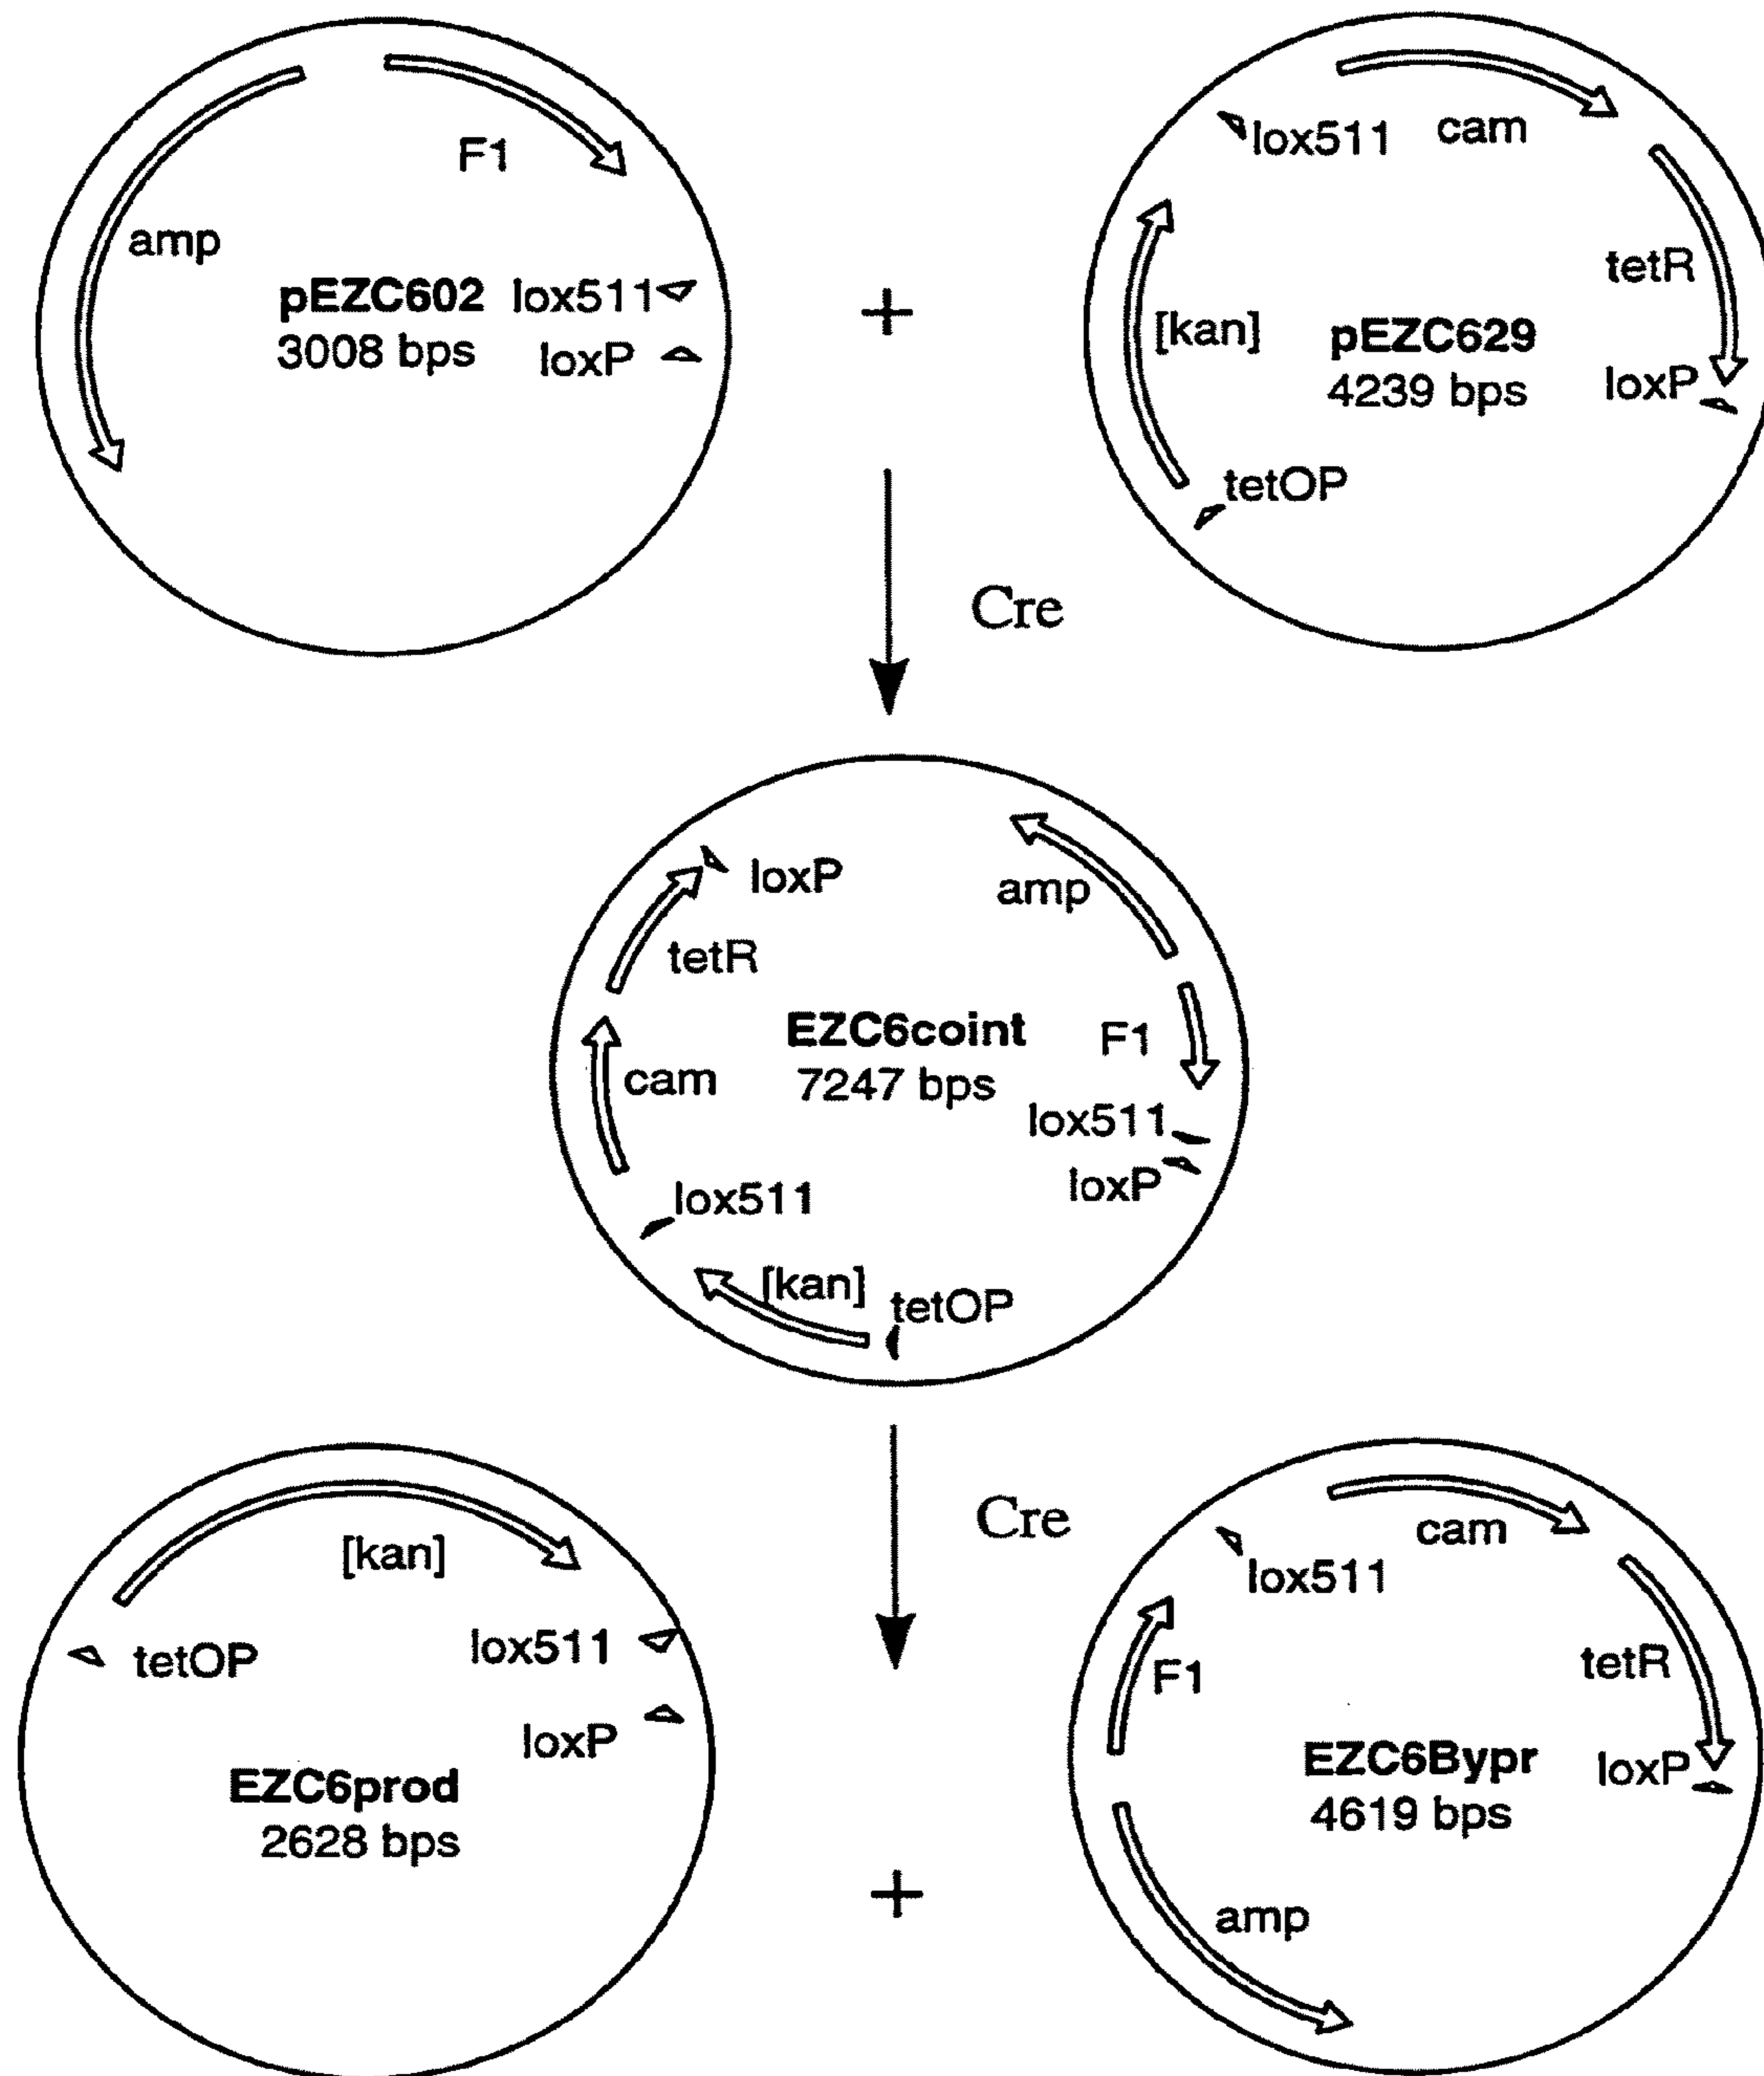 F1
amp
pEZC602
3008 bps
lox511
loxP
+
lox511
cam
tetR
[kan]
pEZC629
4239 bps
loxP
tetOP
Cre
loxP
amp
tetR
EZC6coint
7247 bps
F1
cam
lox511
loxP
lox511
[kan]
tetOP
Cre
[kan]
tetOP
lox511
loxP
EZC6prod
2628 bps
+
cam
lox511
F1
tetR
EZC6Bypr
4619 bps
loxP
amp